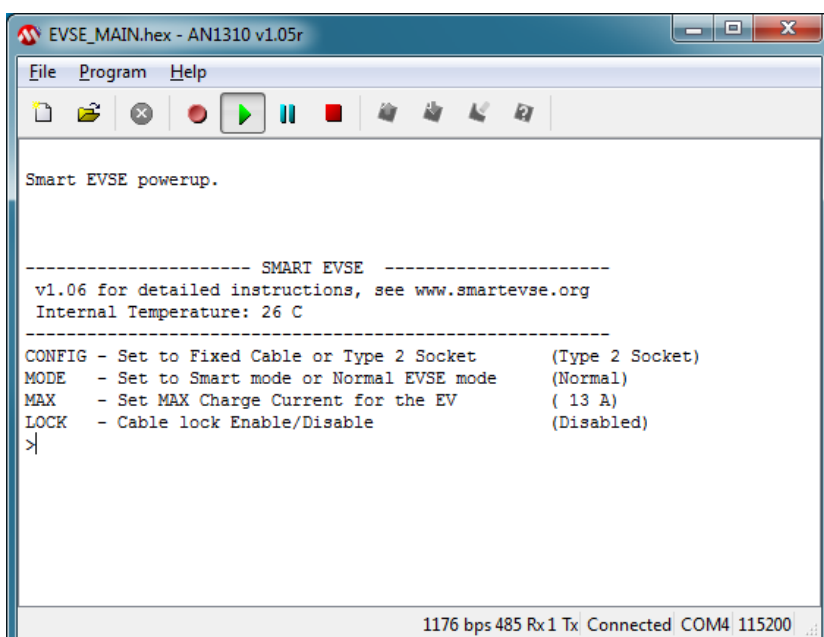 EVSE_MAIN.hex - AN1310 v1.05r
File Program Help
Smart EVSE powerup.
---------------------- SMART EVSE ----------------------
v1.06 for detailed instructions, see www.smartevse.org
Internal Temperature: 26 C
---------------------------------------------------------
CONFIG - Set to Fixed Cable or Type 2 Socket (Type 2 Socket)
MODE - Set to Smart mode or Normal EVSE mode (Normal)
MAX - Set MAX Charge Current for the EV ( 13 A)
LOCK - Cable lock Enable/Disable (Disabled)
>
1176 bps 485 Rx 1 Tx Connected COM4 115200